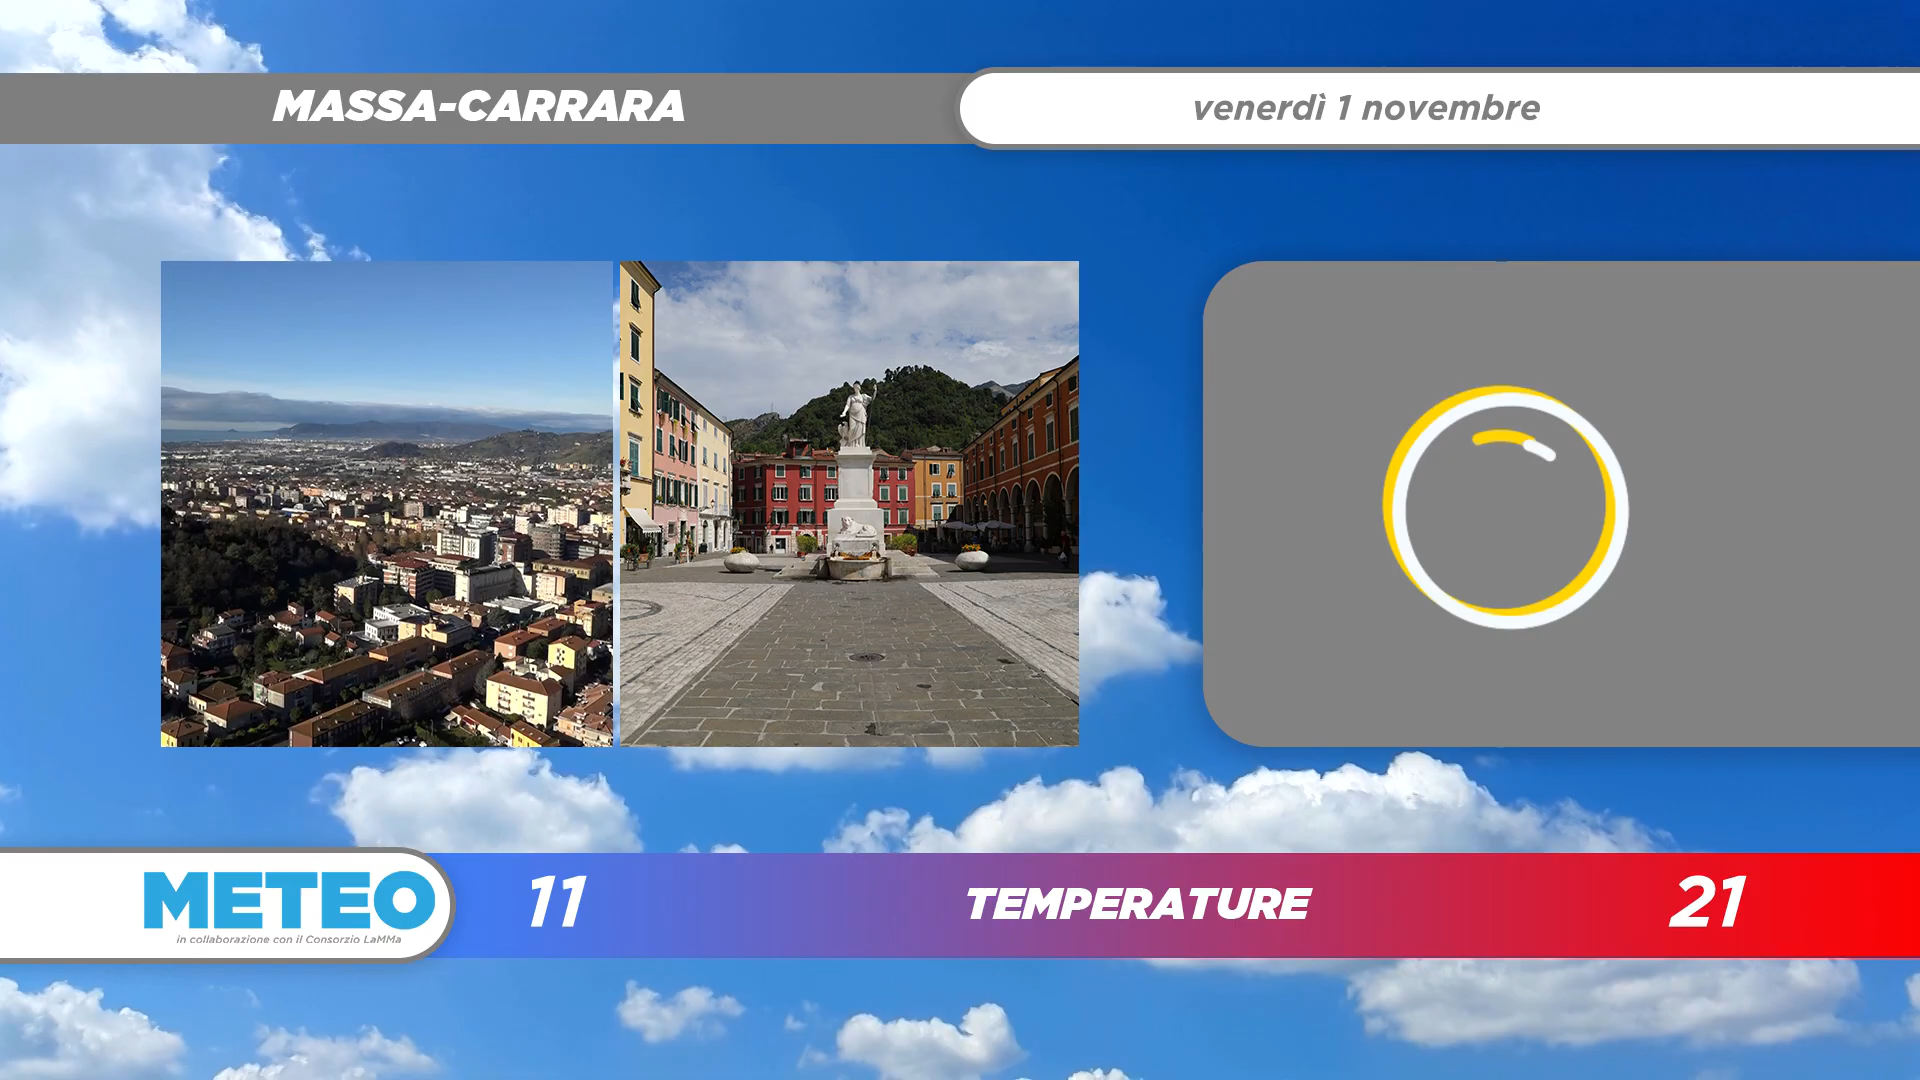 MASSA-CARRARA
venerdì 1 novembre
METEO
in collaborazione con il Consorzio LaMMa
11
TEMPERATURE
21